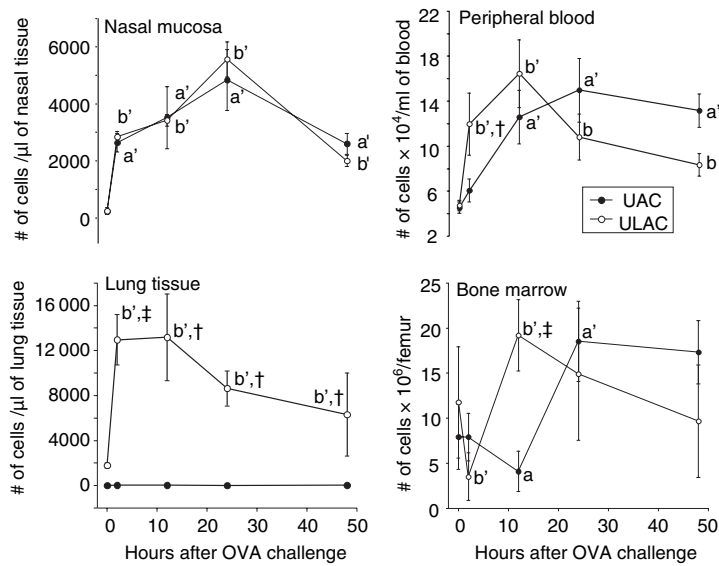 Nasal mucosa
# of cells /µl of nasal tissue
6000
4000
2000
0
b'
a'
a'
b'
b'
a'
a'
b'
Peripheral blood
# of cells × 10⁴/ml of blood
22
18
14
10
6
2
b',†
b'
a'
a'
b
a'
b
UAC
ULAC
Lung tissue
# of cells /µl of lung tissue
16 000
12 000
8000
4000
0
b',‡
b',†
b',†
b',†
0 10 20 30 40 50
Hours after OVA challenge
Bone marrow
# of cells × 10⁶/femur
25
20
15
10
5
0
b'
b',‡
a
a'
0 10 20 30 40 50
Hours after OVA challenge